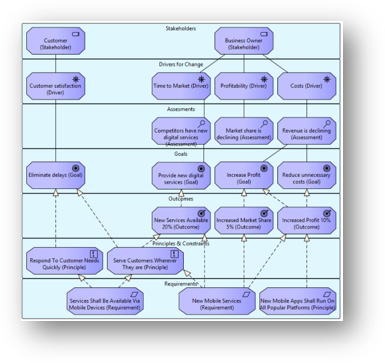 Stakeholders
Customer
(Stakeholder)
Business Owner
(Stakeholder)
Drivers for Change
Customer satisfaction
(Driver)
Time to Market (Driver)
Profitability (Driver)
Costs (Driver)
Assesments
Competitors have new
digital services
(Assessment)
Market share is
declining (Assessment)
Revenue is declining
(Assessment)
Goals
Eliminate delays (Goal)
Provide new digital
services (Goal)
Increase Profit
(Goal)
Reduce unnecessary
costs (Goal)
Outcomes
New Services Available
20% (Outcome)
Increased Market Share
5% (Outcome)
Increased Profit 10%
(Outcome)
Principles & Constraints
Respond To Customer Needs
Quickly (Principle)
Serve Customers Wherever
They are (Principle)
Requirements
Services Shall Be Available Via
Mobile Devices (Requirement)
New Mobile Services
(Requirement)
New Mobile Apps Shall Run On
All Popular Platforms (Principle)